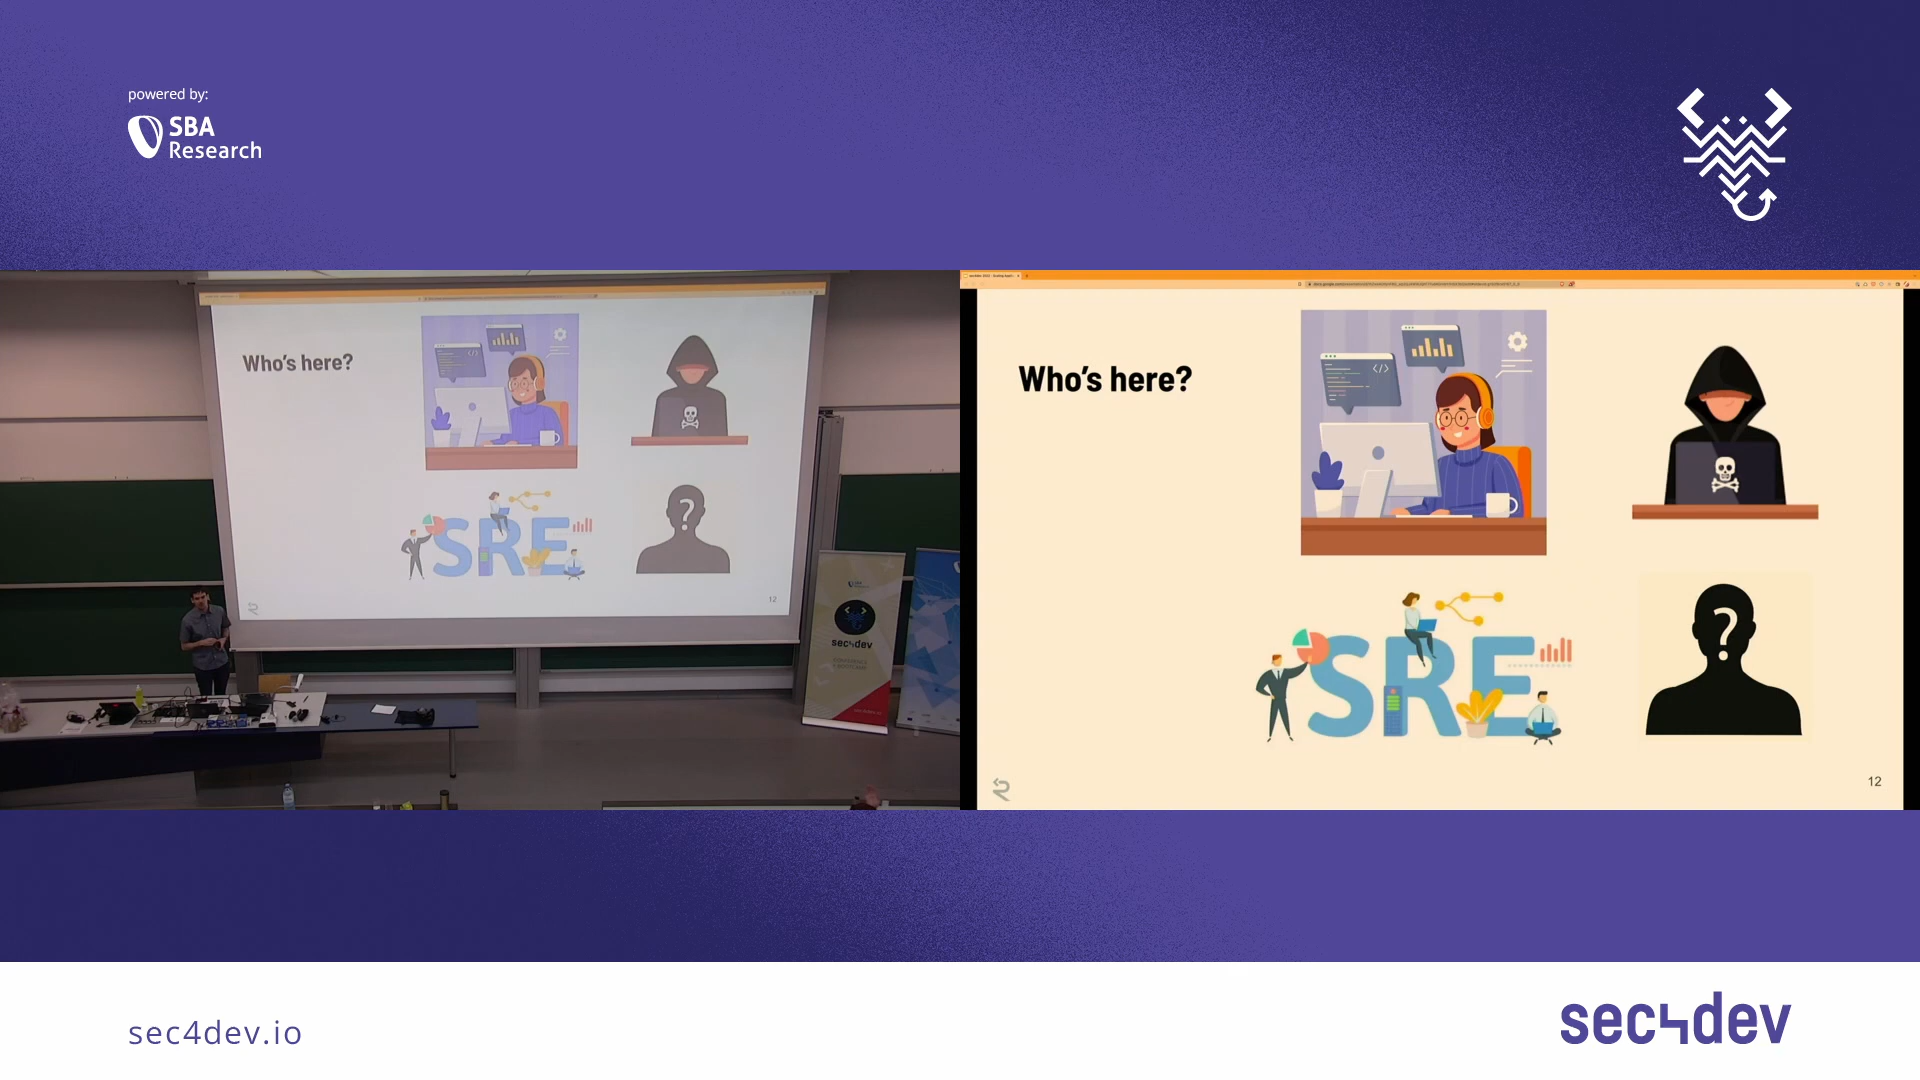 powered by:
SBA
Research
Who's here?
SRE
?
12
sec4dev
Who's here?
</>
SRE
?
12
sec4dev.io
sec4dev